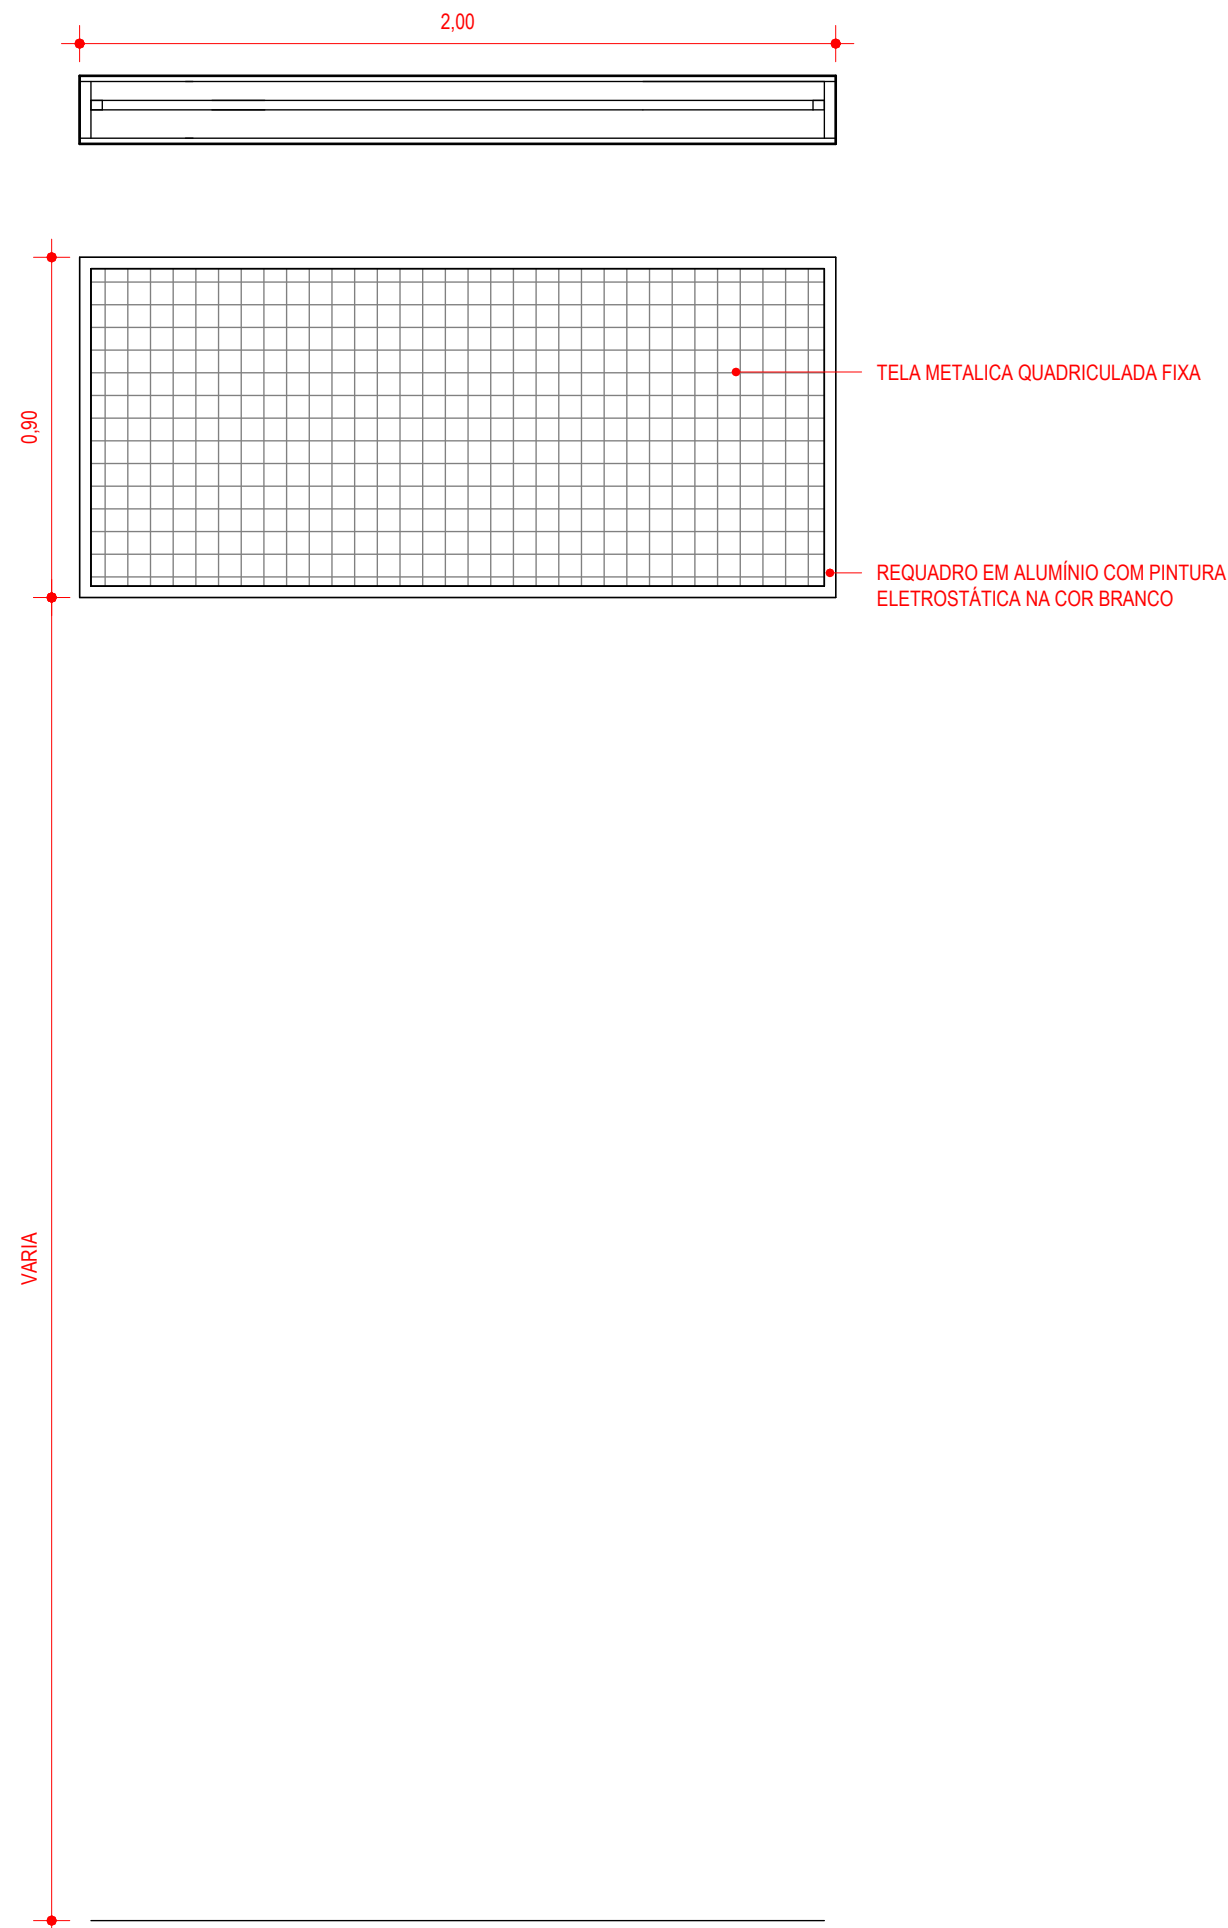 2,00
TELA METALICA QUADRICULADA FIXA
0,90
REQUADRO EM ALUMÍNIO COM PINTURA
ELETROSTÁTICA NA COR BRANCO
VARIA